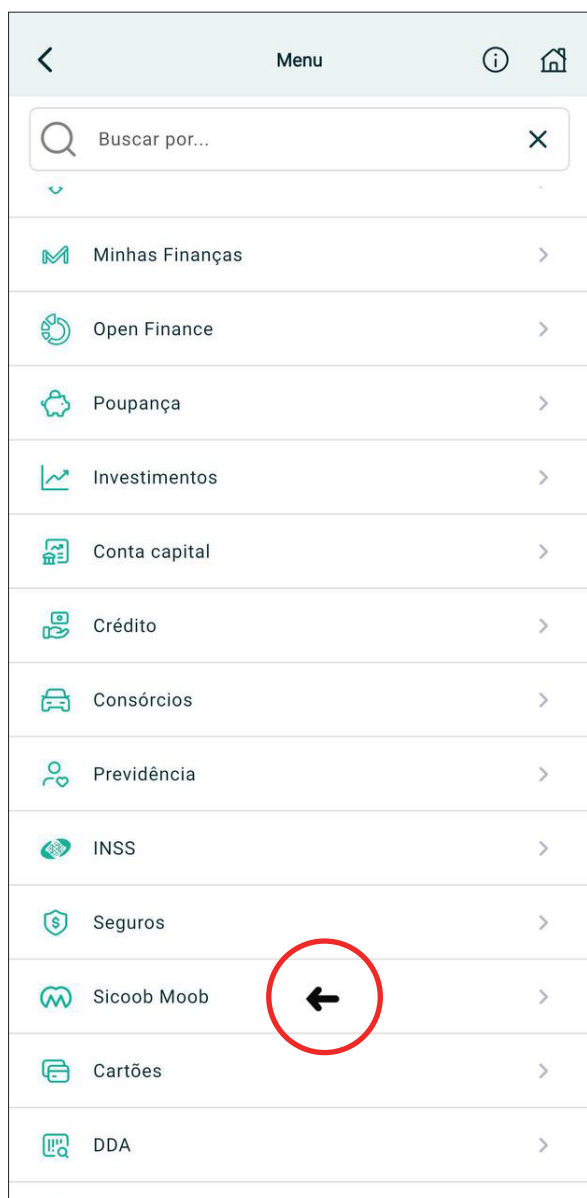 Menu
Buscar por...
Minhas Finanças
Open Finance
Poupança
Investimentos
Conta capital
Crédito
Consórcios
Previdência
INSS
Seguros
Sicoob Moob
Cartões
DDA